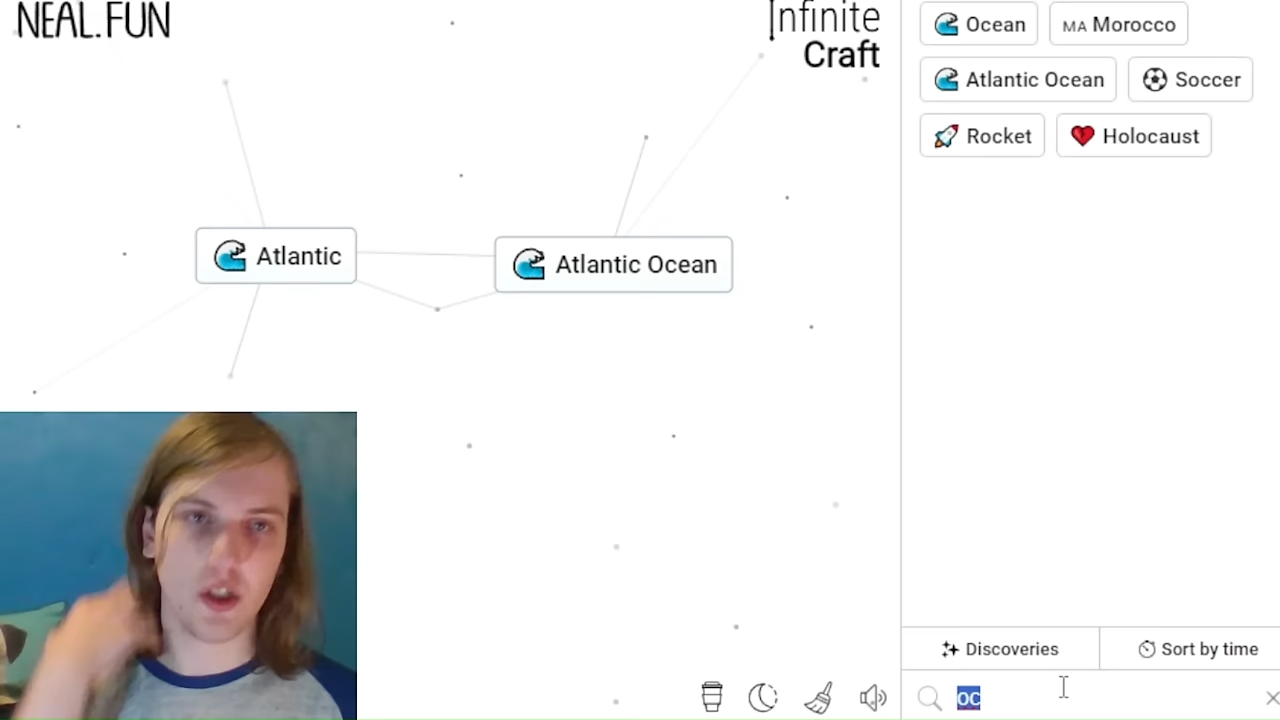 NEAL.FUN
Infinite
Craft
Ocean
MA Morocco
Atlantic Ocean
Soccer
Rocket
Holocaust
Atlantic
Atlantic Ocean
Discoveries
Sort by time
oc